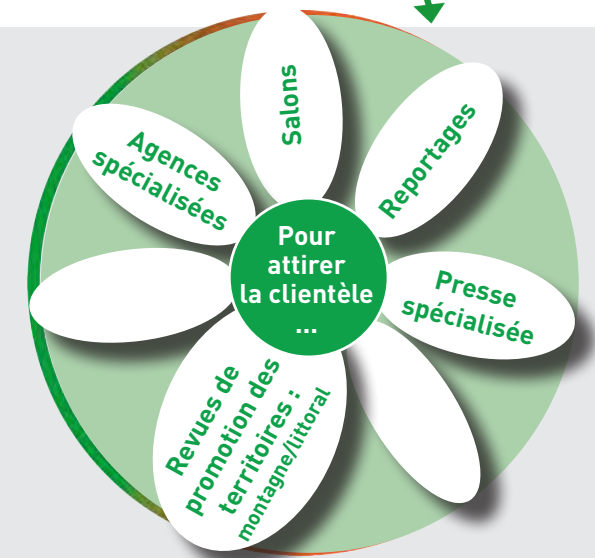 Salons
Reportages
Agences
spécialisées
Pour
attirer
la clientèle
...
Presse
spécialisée
Revues de
promotion des
territoires :
montagne/littoral